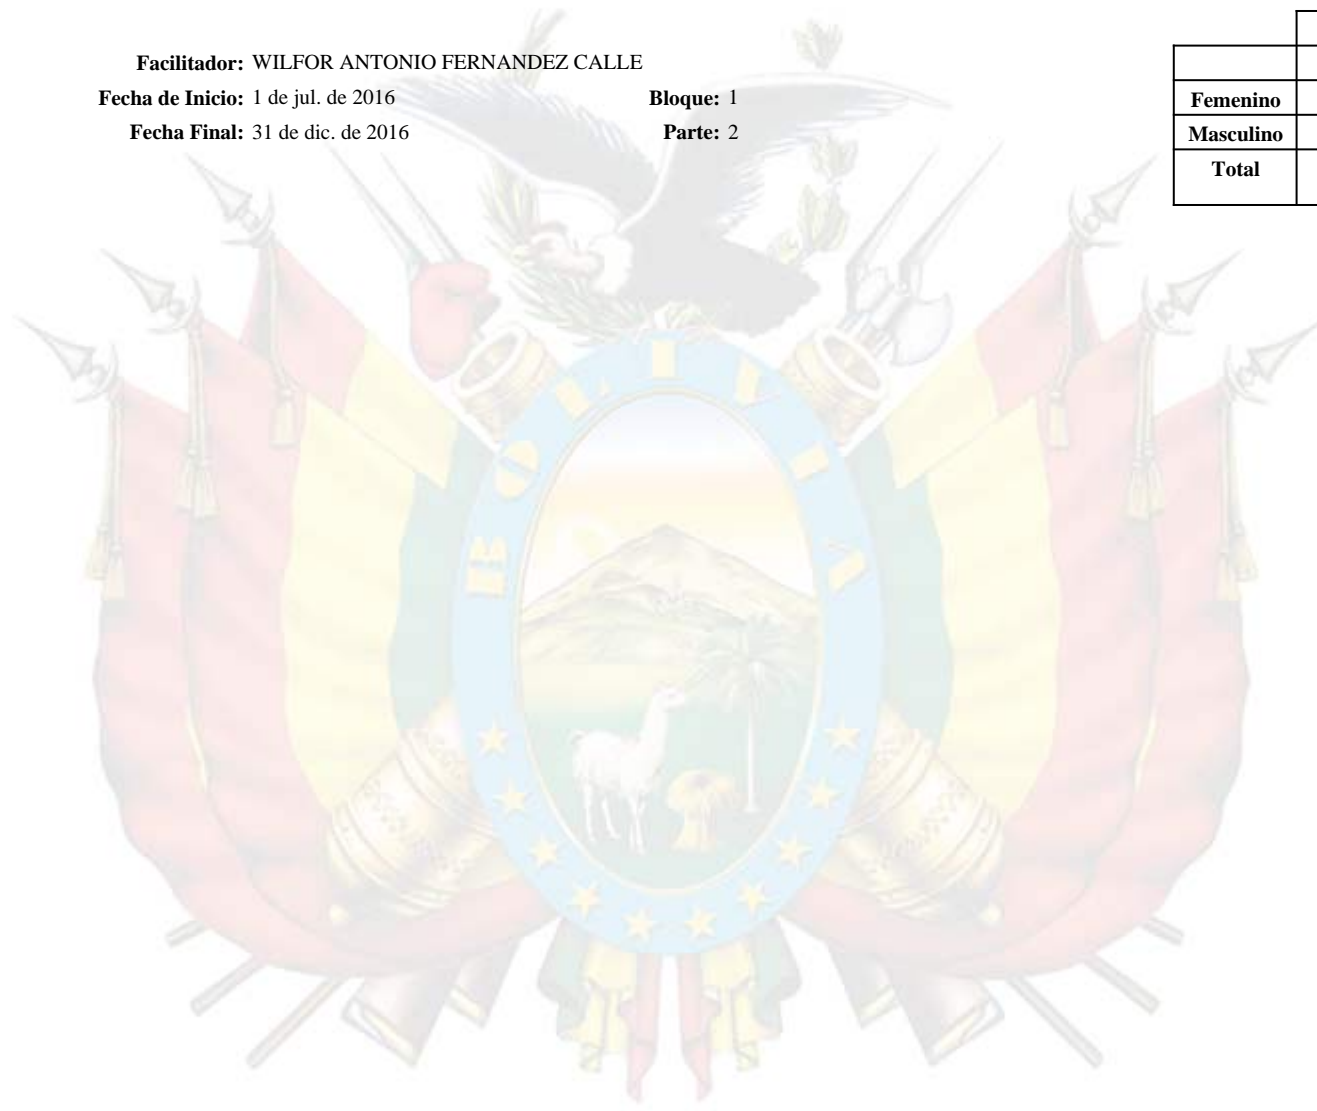 Facilitador: WILFOR ANTONIO FERNANDEZ CALLE
Fecha de Inicio: 1 de jul. de 2016 Bloque: 1
Fecha Final: 31 de dic. de 2016 Parte: 2
Femenino
Masculino
Total
BOLIVIA